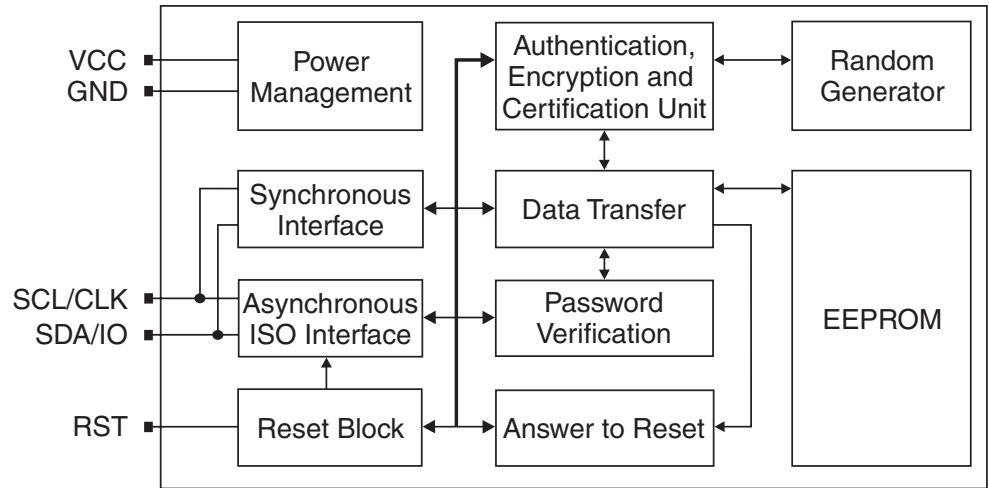 VCC
GND
Power
Management
Authentication,
Encryption and
Certification Unit
Random
Generator
Synchronous
Interface
Data Transfer
SCL/CLK
SDA/IO
Asynchronous
ISO Interface
Password
Verification
EEPROM
RST
Reset Block
Answer to Reset